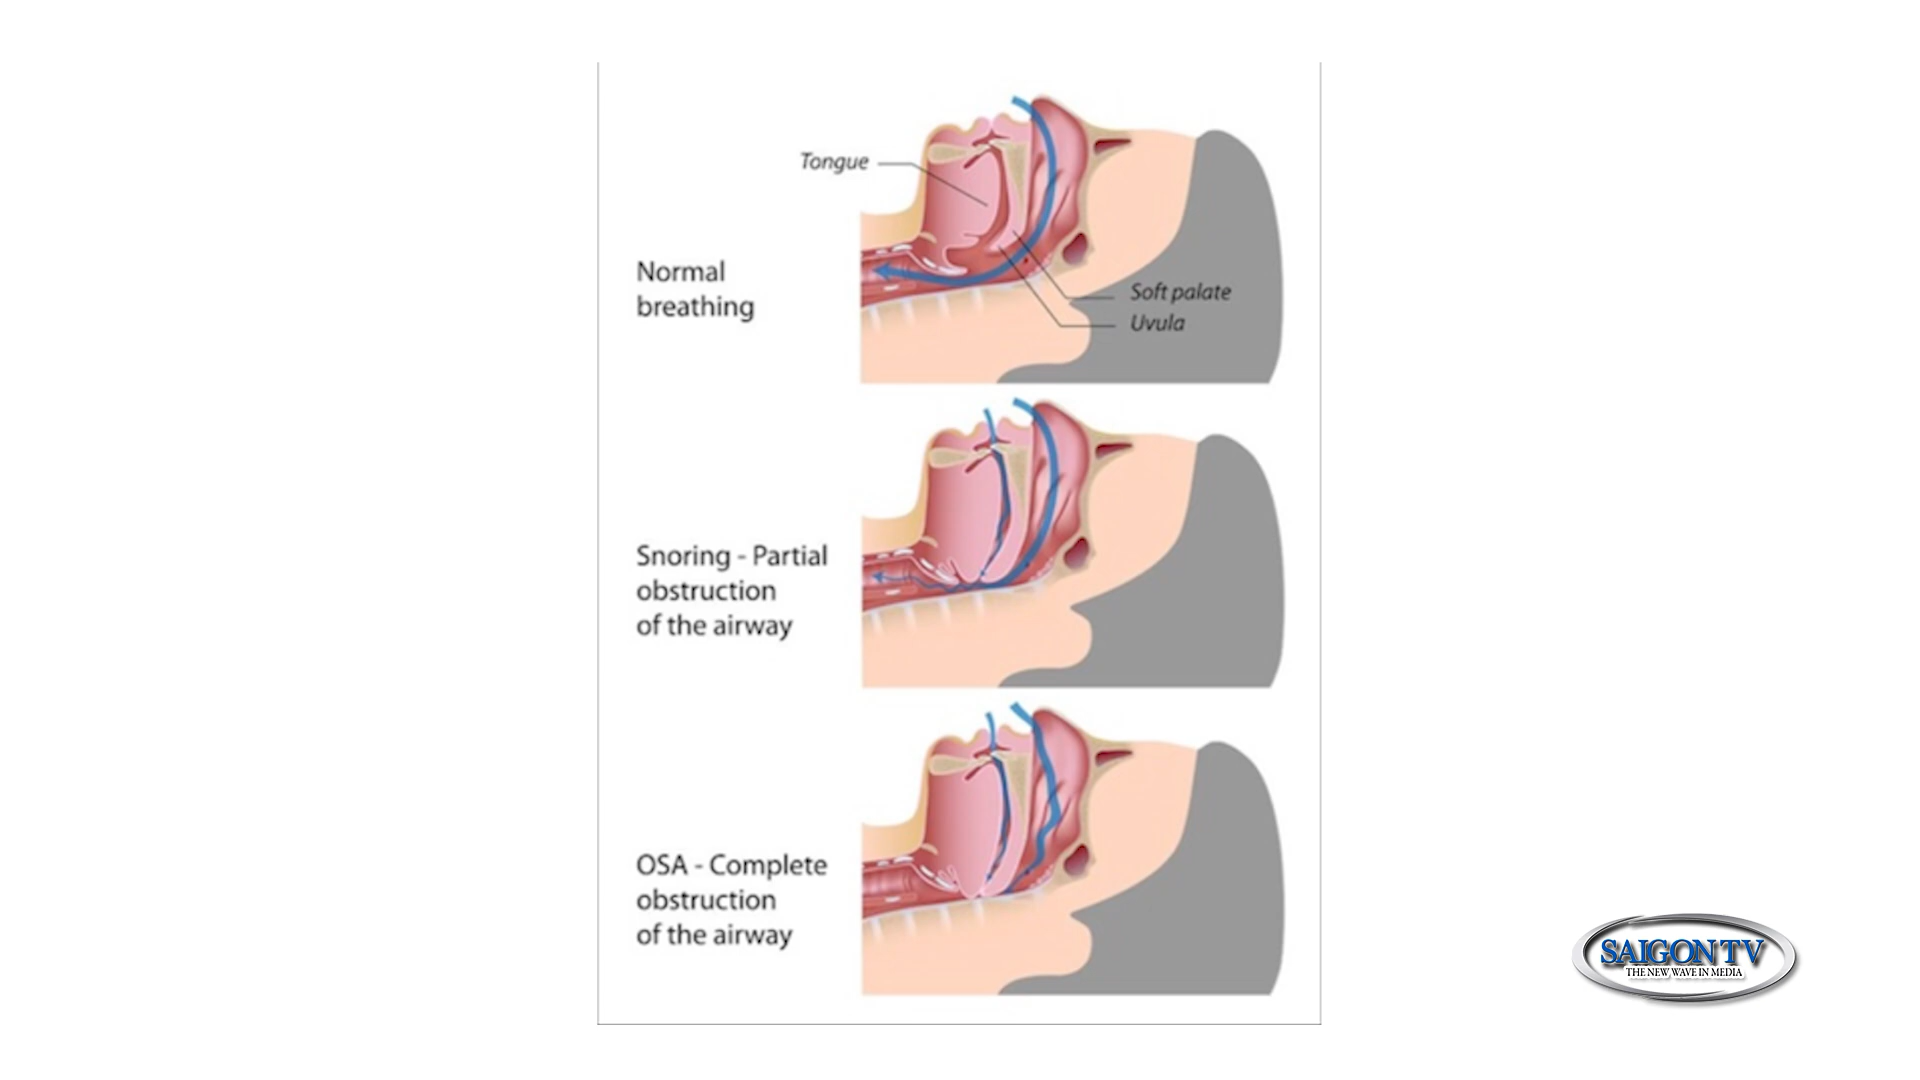 Tongue
Normal
breathing
Soft palate
Uvula
Snoring - Partial
obstruction
of the airway
OSA - Complete
obstruction
of the airway
SAIGON TV
THE NEW WAVE IN MEDIA